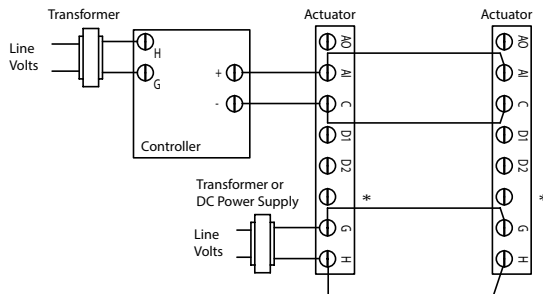 Transformer
Line
Volts
H
G
+
-
Controller
Actuator
AO
AI
C
D1
D2
*
G
H
Actuator
AO
AI
C
D1
D2
*
G
H
Transformer or
DC Power Supply
Line
Volts